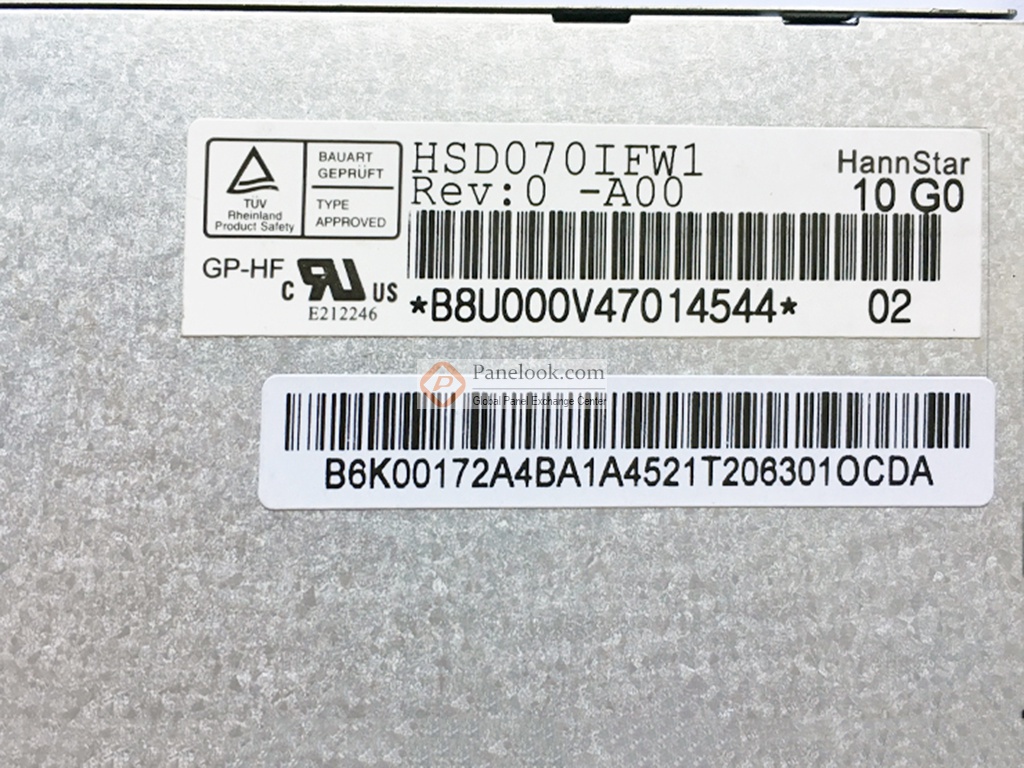 BAUART
GEPRÜFT
TYPE
APPROVED
TÜV
Rheinland
Product Safety
HSD070IFW1
Rev:0 -A00
HannStar
10 G0
GP-HF
C RU US
E212246
*B8U000V47014544*
02
Panelook.com
Global Panel Exchange Center
B6K00172A4BA1A4521T206301OCDA